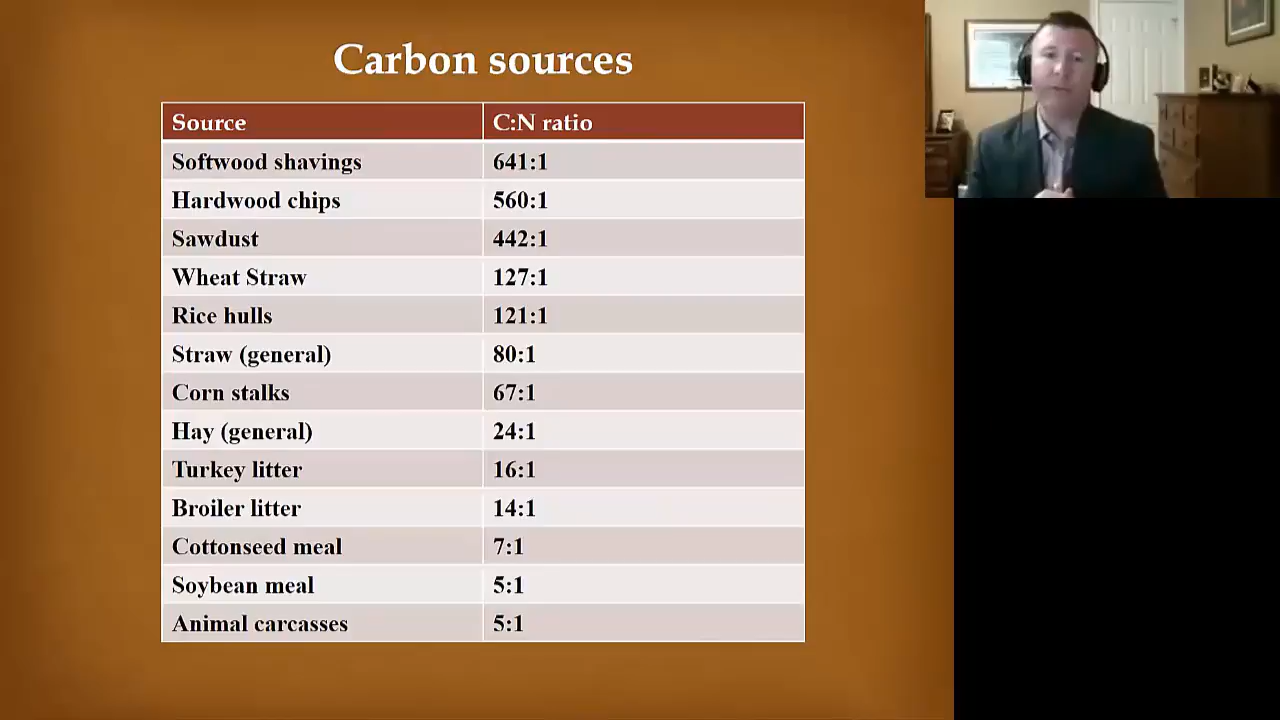 Carbon sources
Source C:N ratio
Softwood shavings 641:1
Hardwood chips 560:1
Sawdust 442:1
Wheat Straw 127:1
Rice hulls 121:1
Straw (general) 80:1
Corn stalks 67:1
Hay (general) 24:1
Turkey litter 16:1
Broiler litter 14:1
Cottonseed meal 7:1
Soybean meal 5:1
Animal carcasses 5:1